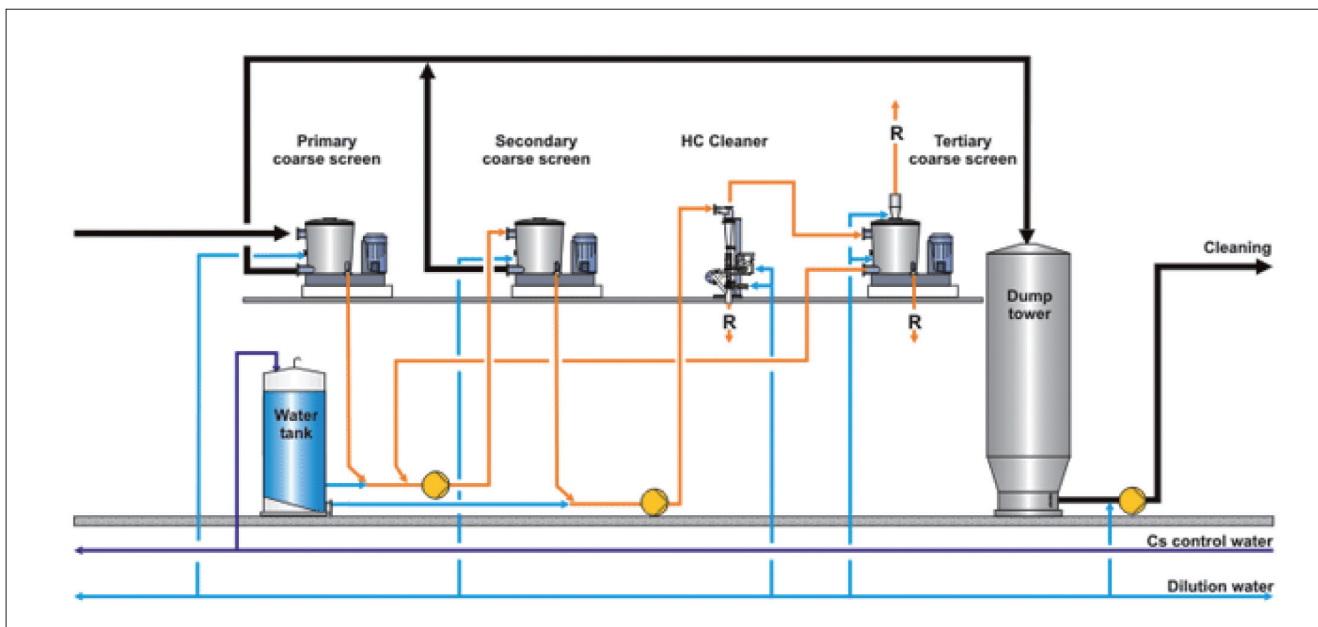 R
Primary
coarse screen
Secondary
coarse screen
HC Cleaner
Tertiary
coarse screen
Cleaning
Dump
tower
R
R
Water
tank
Cs control water
Dilution water